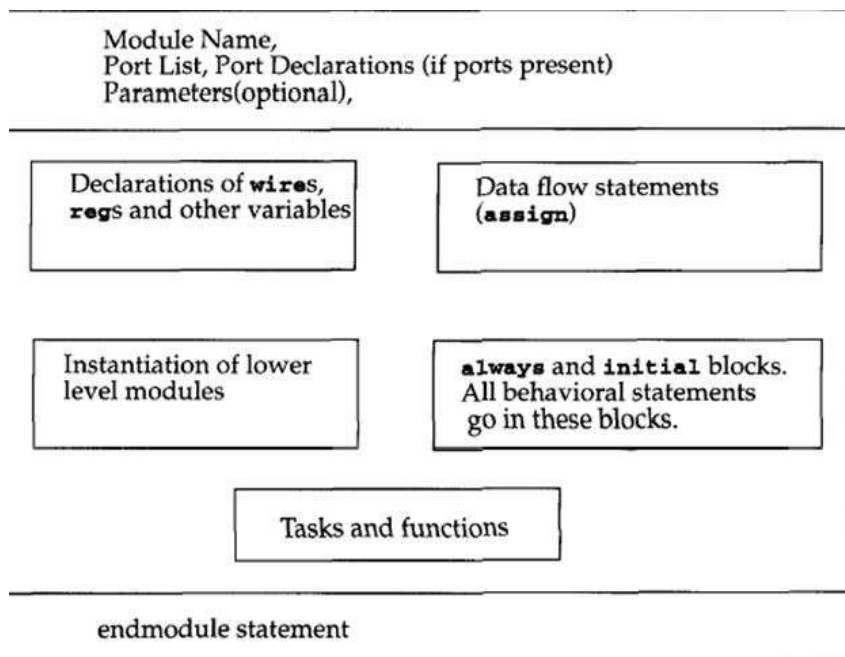 Module Name,
Port List, Port Declarations (if ports present)
Parameters(optional),
Declarations of wires,
regs and other variables
Data flow statements
(assign)
Instantiation of lower
level modules
always and initial blocks.
All behavioral statements
go in these blocks.
Tasks and functions
endmodule statement